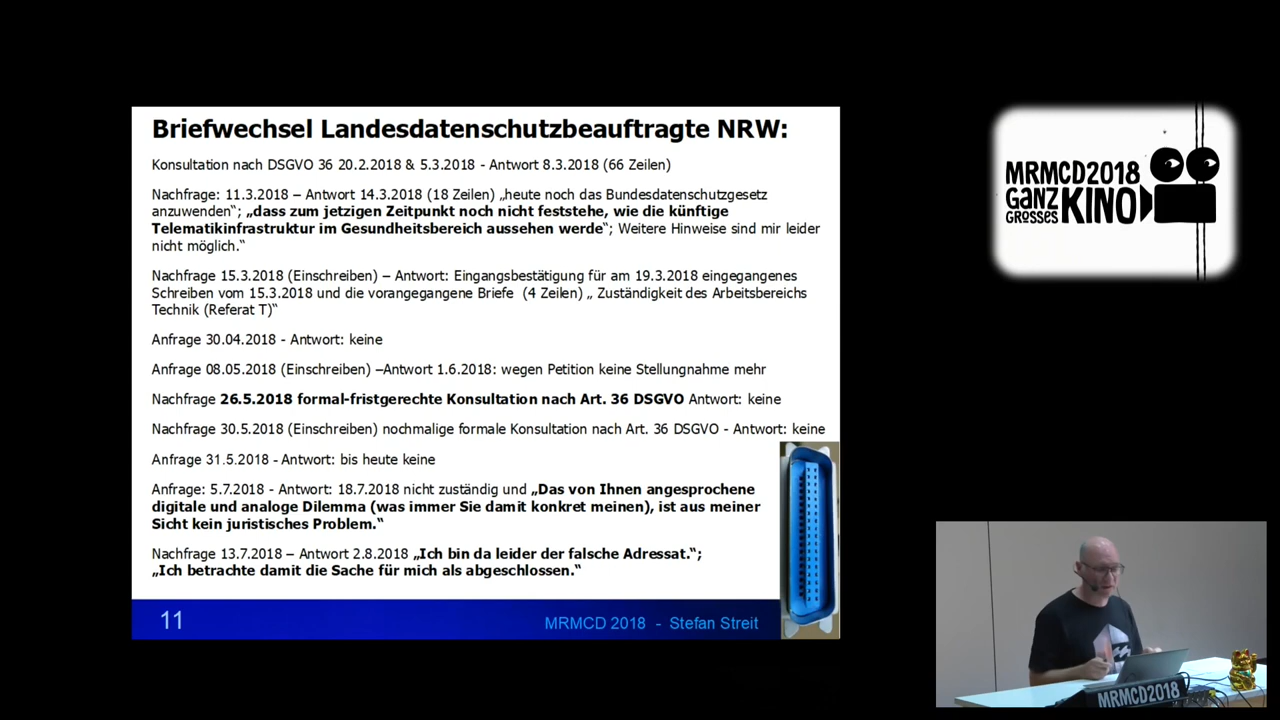 Briefwechsel Landesdatenschutzbeauftragte NRW:
Konsultation nach DSGVO 36 20.2.2018 & 5.3.2018 - Antwort 8.3.2018 (66 Zeilen)
Nachfrage: 11.3.2018 – Antwort 14.3.2018 (18 Zeilen) „heute noch das Bundesdatenschutzgesetz
anzuwenden“; „dass zum jetzigen Zeitpunkt noch nicht feststehe, wie die künftige
Telematikinfrastruktur im Gesundheitsbereich aussehen werde“; Weitere Hinweise sind mir leider
nicht möglich.“
Nachfrage 15.3.2018 (Einschreiben) – Antwort: Eingangsbestätigung für am 19.3.2018 eingegangenes
Schreiben vom 15.3.2018 und die vorangegangene Briefe (4 Zeilen) „ Zuständigkeit des Arbeitsbereichs
Technik (Referat T)“
Anfrage 30.04.2018 - Antwort: keine
Anfrage 08.05.2018 (Einschreiben) –Antwort 1.6.2018: wegen Petition keine Stellungnahme mehr
Nachfrage 26.5.2018 formal-fristgerechte Konsultation nach Art. 36 DSGVO Antwort: keine
Nachfrage 30.5.2018 (Einschreiben) nochmalige formale Konsultation nach Art. 36 DSGVO - Antwort: keine
Anfrage 31.5.2018 - Antwort: bis heute keine
Anfrage: 5.7.2018 - Antwort: 18.7.2018 nicht zuständig und „Das von Ihnen angesprochene
digitale und analoge Dilemma (was immer Sie damit konkret meinen), ist aus meiner
Sicht kein juristisches Problem.“
Nachfrage 13.7.2018 – Antwort 2.8.2018 „Ich bin da leider der falsche Adressat.“;
„Ich betrachte damit die Sache für mich als abgeschlossen.“
11
MRMCD 2018 - Stefan Streit
MRMCD2018
GANZ
GROSSES
KINO
MRMCD2018